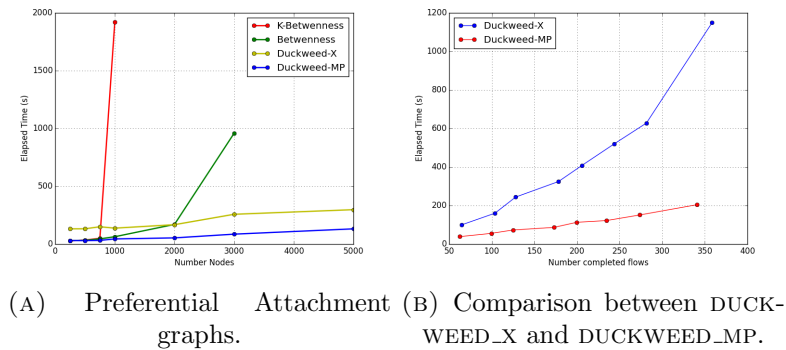 2000
1500
1000
500
0
Elapsed Time (s)
K-Betwenness
Betwenness
Duckweed-X
Duckweed-MP
0 1000 2000 3000 4000 5000
Number Nodes
1200
1000
800
600
400
200
0
Elapsed Time (s)
Duckweed-X
Duckweed-MP
50 100 150 200 250 300 350 400
Number completed flows
(A) Preferential Attachment
graphs.
(B) Comparison between DUCK-
WEED_X and DUCKWEED_MP.